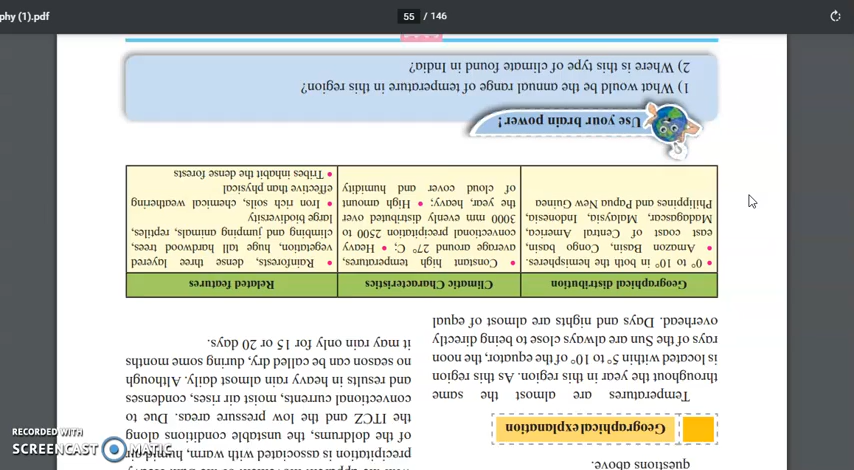 phy (1).pdf
55 / 146
questions above.
Geographical explanation
Temperatures are almost the same
throughout the year in this region. As this region
is located within 5° to 10° of the equator, the noon
rays of the Sun are always close to being directly
overhead. Days and nights are almost of equal
precipitation is associated with warm, humid air
of the doldrums, the unstable conditions along
the ITCZ and the low pressure areas. Due to
convectional currents, moist air rises, condenses
and results in heavy rain almost daily. Although
no season can be called dry, during some months
it may rain only for 15 or 20 days.
Geographical distribution
Climatic Characteristics
Related features
• 0° to 10° in both the hemispheres.
• Amazon Basin, Congo basin,
east coast of Central America,
Madagascar, Malaysia, Indonesia,
Philippines and Papua New Guinea
• Constant high temperatures,
average around 27° C; • Heavy
convectional precipitation 2500 to
3000 mm evenly distributed over
the year, heavy; • High amount
of cloud cover and humidity
• Rainforests, dense three layered
vegetation, huge tall hardwood trees,
climbing and jumping animals, reptiles,
large biodiversity
• Iron rich soils, chemical weathering
effective than physical
• Tribes inhabit the dense forests
Use your brain power!
1) What would be the annual range of temperature in this region?
2) Where is this type of climate found in India?
RECORDED WITH
SCREENCAST MATIC